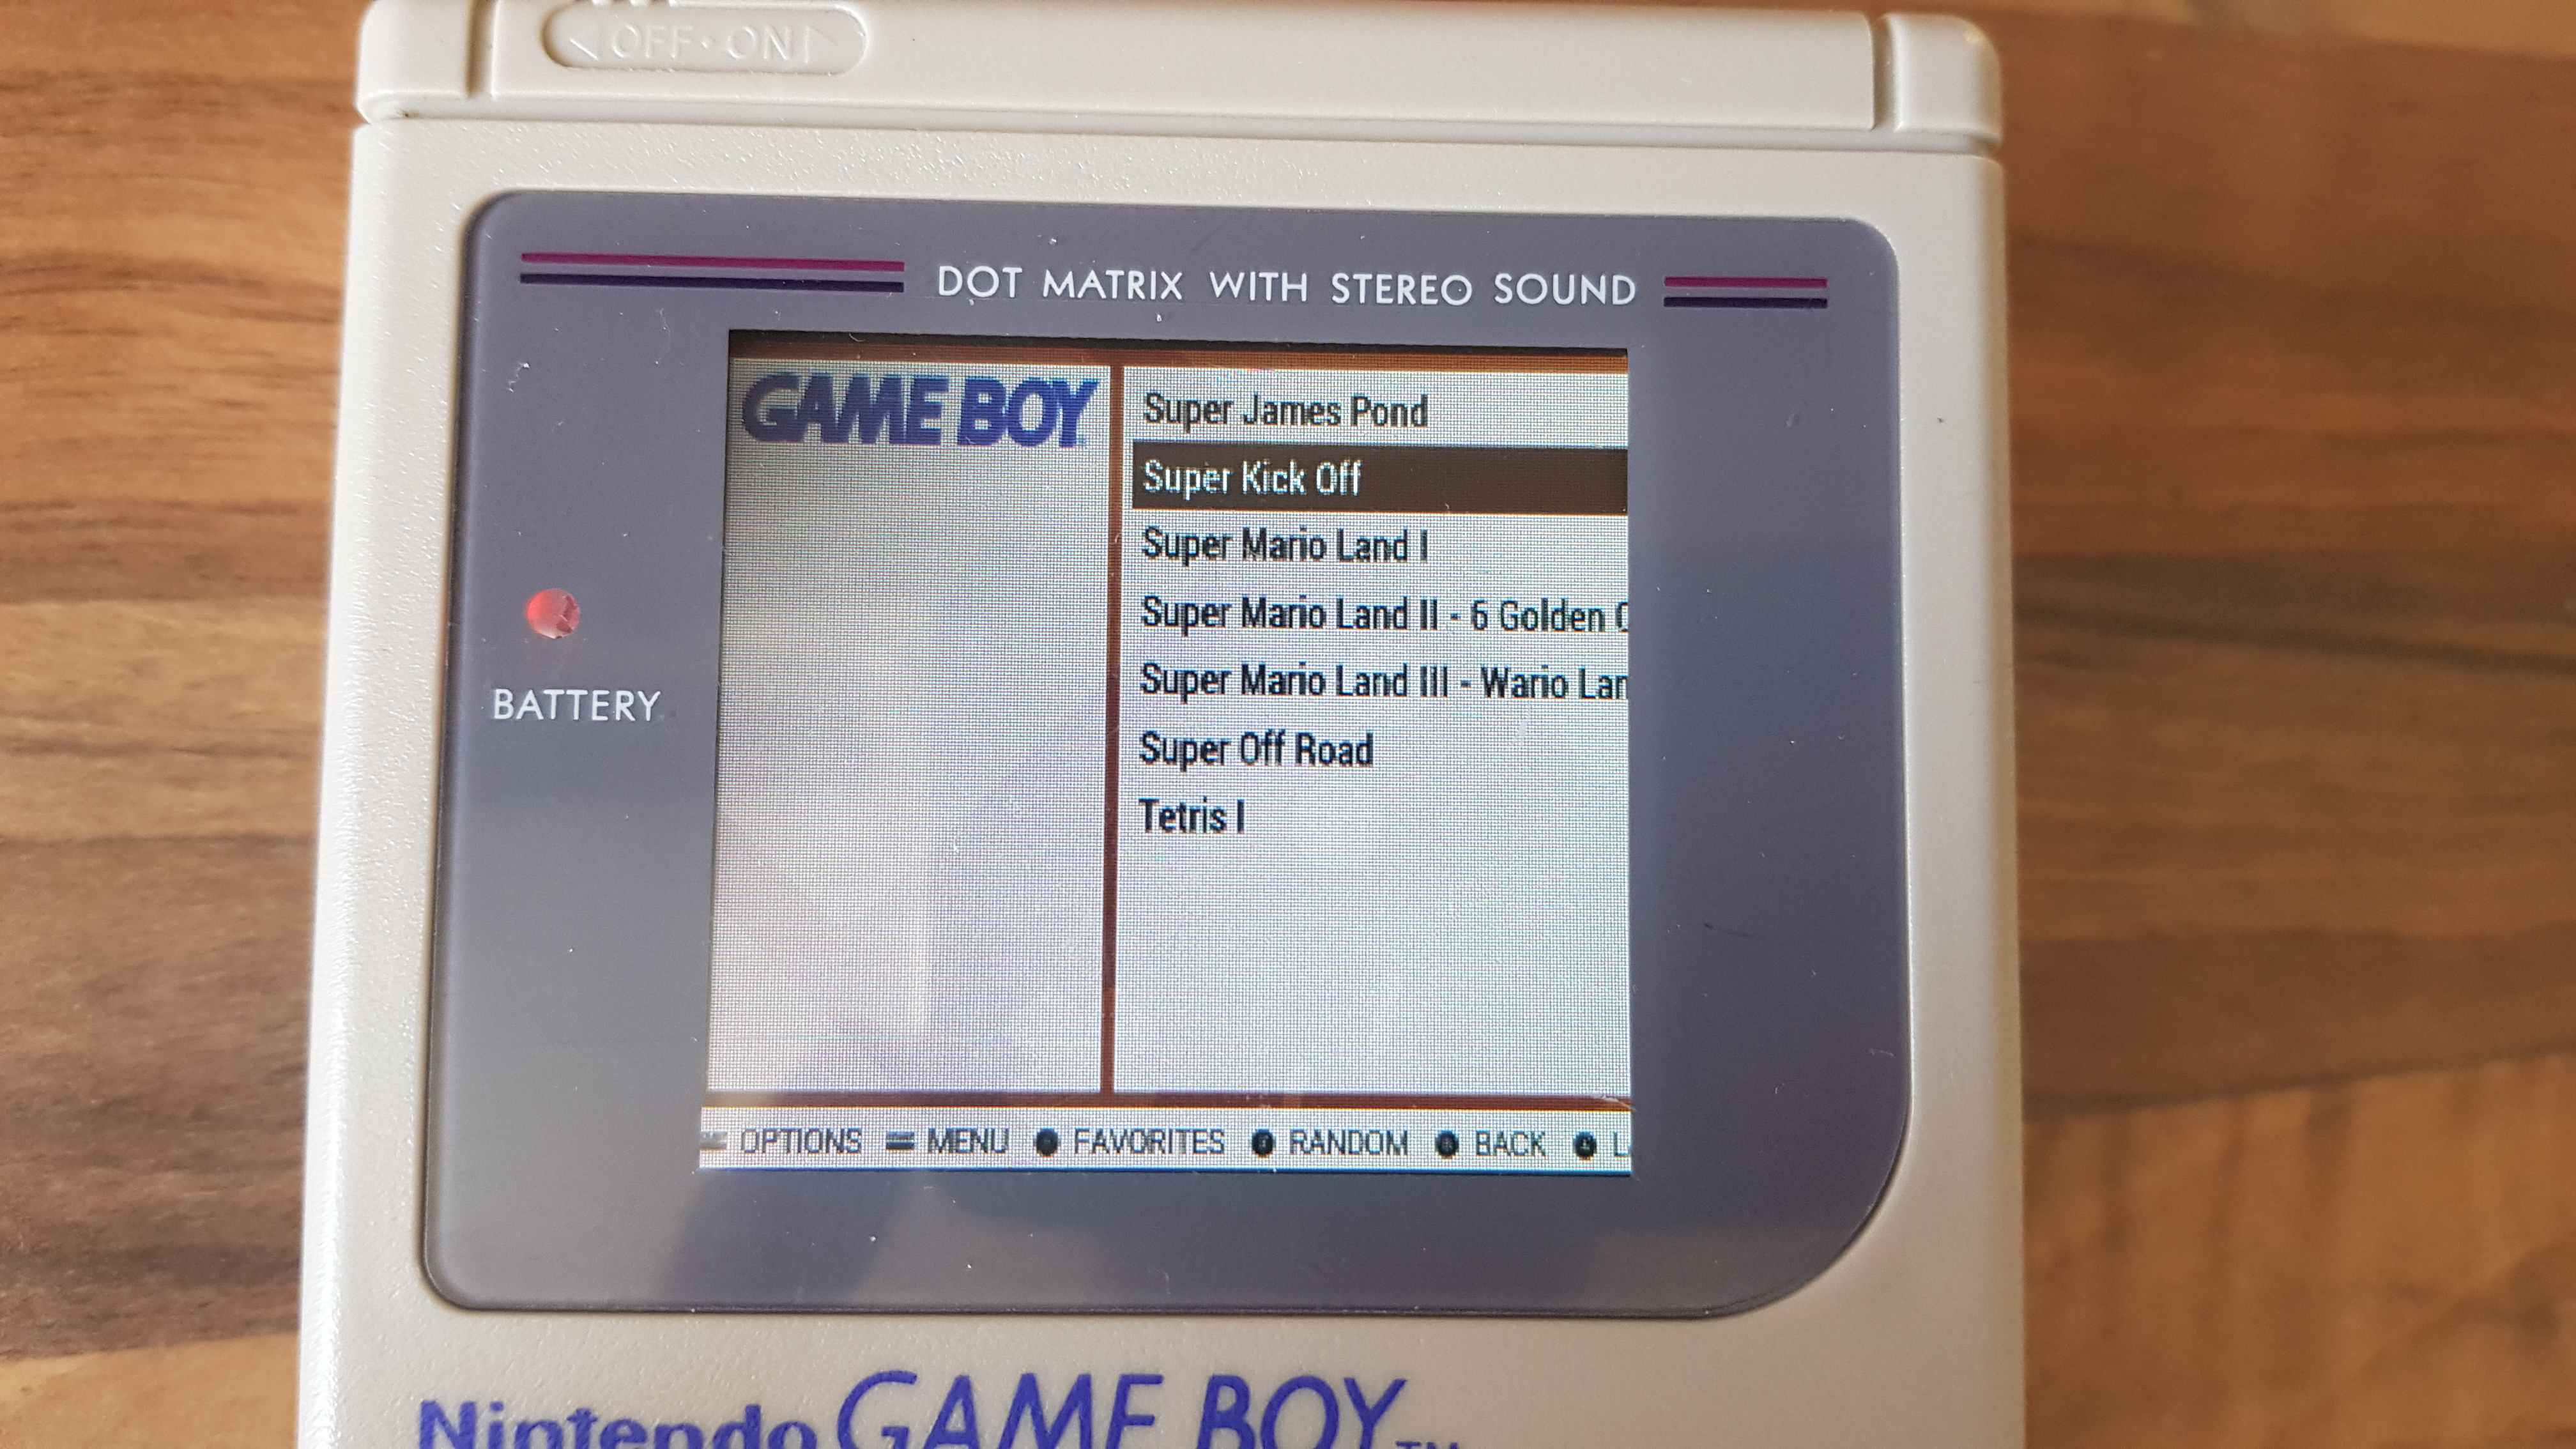 OFF•ON
DOT MATRIX WITH STEREO SOUND
GAME BOY
Super James Pond
Super Kick Off
Super Mario Land I
Super Mario Land II - 6 Golden
Super Mario Land III - Wario Lan
Super Off Road
Tetris I
BATTERY
OPTIONS MENU FAVORITES RANDOM BACK
Nintendo GAME BOY TM